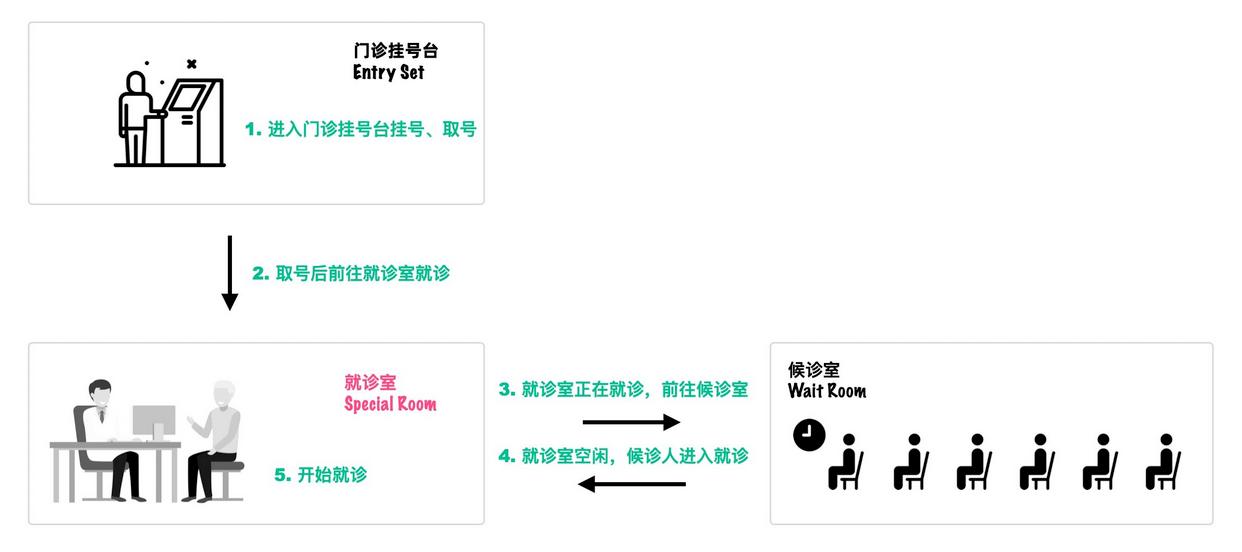 门诊挂号台
Entry Set
1. 进入门诊挂号台挂号、取号
2. 取号后前往就诊室就诊
就诊室
Special Room
5. 开始就诊
3. 就诊室正在就诊，前往候诊室
4. 就诊室空闲，候诊人进入就诊
候诊室
Wait Room